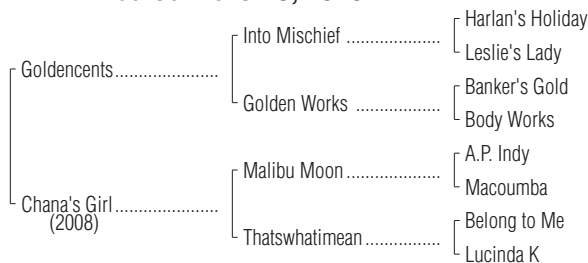 Harlan's Holiday
Into Mischief ..................
Leslie's Lady
Goldencents....................
Banker's Gold
Golden Works ................
Body Works
A.P. Indy
Malibu Moon ..................
Macoumba
Chana's Girl ....................
(2008)
Belong to Me
Thatswhatimean ..............
Lucinda K